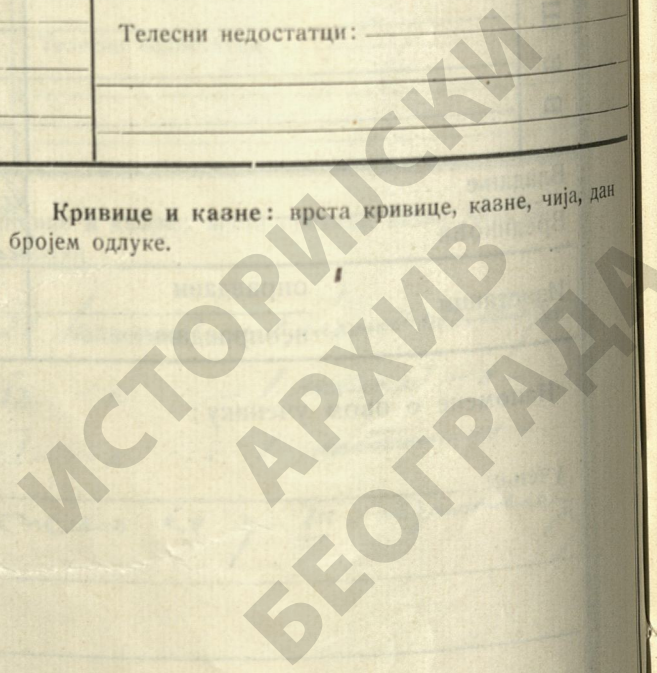 Телесни недостатци:
Кривице и казне: врста кривице, казне, чија, дан
бројем одлуке.
ИСТОРИЈСКИ
АРХИВ
БЕОГРАДА